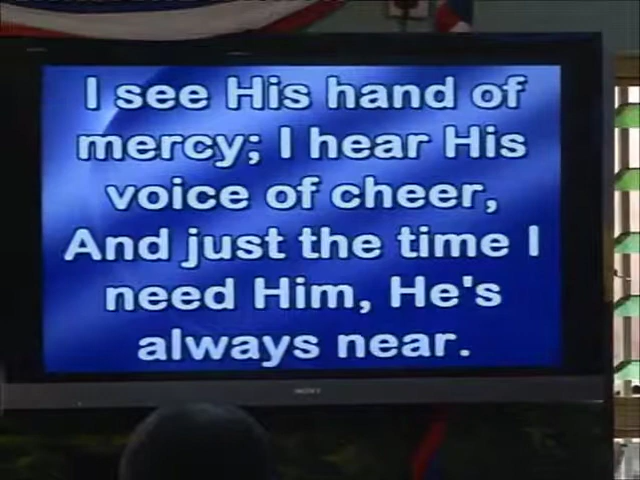 I see His hand of
mercy; I hear His
voice of cheer,
And just the time I
need Him, He's
always near.
SONY